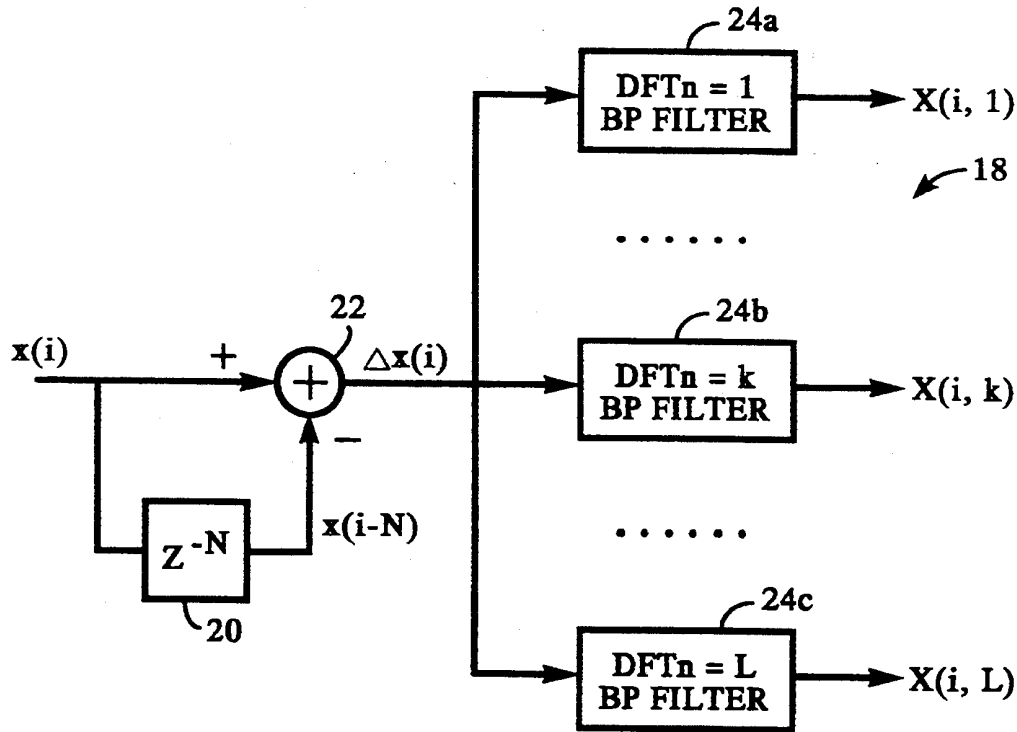 24a
DFTn = 1
BP FILTER
X(i, 1)
18
......
22
24b
x(i)
+
+
△x(i)
DFTn = k
BP FILTER
X(i, k)
−
Z-N
x(i-N)
20
......
24c
DFTn = L
BP FILTER
X(i, L)